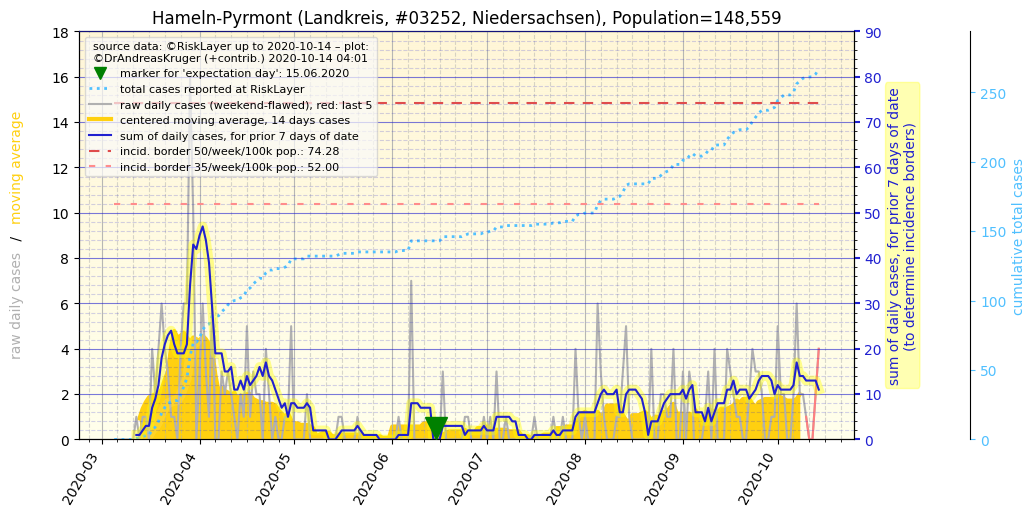 Hameln-Pyrmont (Landkreis, #03252, Niedersachsen), Population=148,559
source data: ©RiskLayer up to 2020-10-14 – plot:
©DrAndreasKruger (+contrib.) 2020-10-14 04:01
marker for 'expectation day': 15.06.2020
total cases reported at RiskLayer
raw daily cases (weekend-flawed), red: last 5
centered moving average, 14 days cases
sum of daily cases, for prior 7 days of date
incid. border 50/week/100k pop.: 74.28
incid. border 35/week/100k pop.: 52.00
raw daily cases / moving average
18
16
14
12
10
8
6
4
2
0
2020-03
2020-04
2020-05
2020-06
2020-07
2020-08
2020-09
2020-10
90
80
70
60
50
40
30
20
10
0
sum of daily cases, for prior 7 days of date
(to determine incidence borders)
250
200
150
100
50
0
cumulative total cases